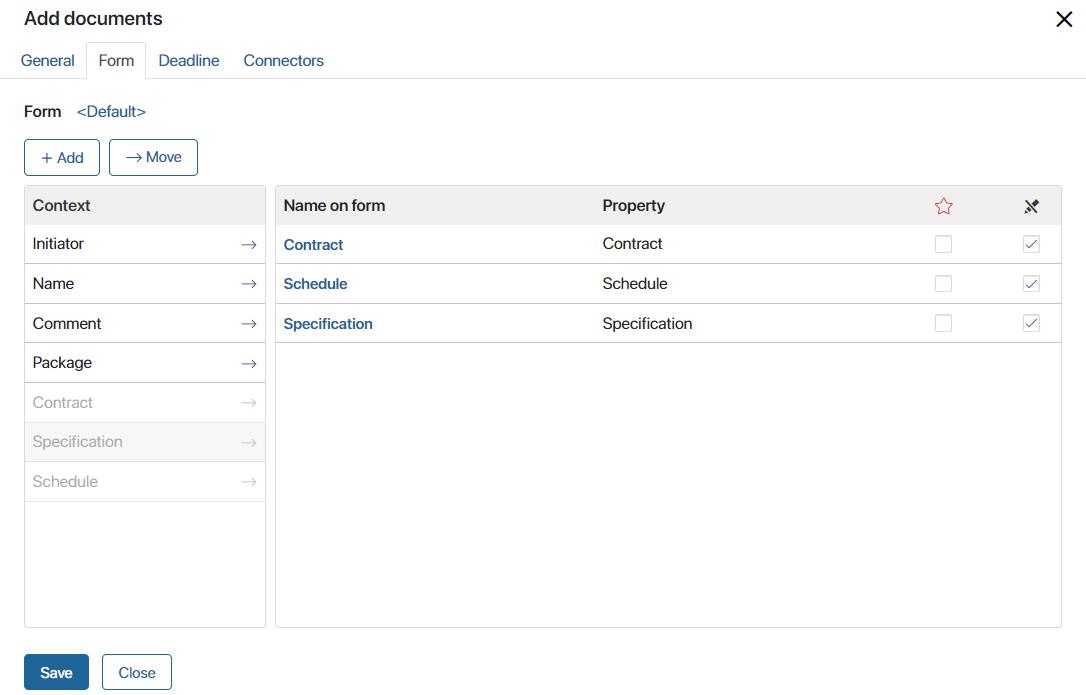 Add documents
General Form Deadline Connectors
Form <Default>
+ Add → Move
Context Name on form Property
Initiator → Contract Contract
Name → Schedule Schedule
Comment → Specification Specification
Package →
Contract →
Specification →
Schedule →
Save Close